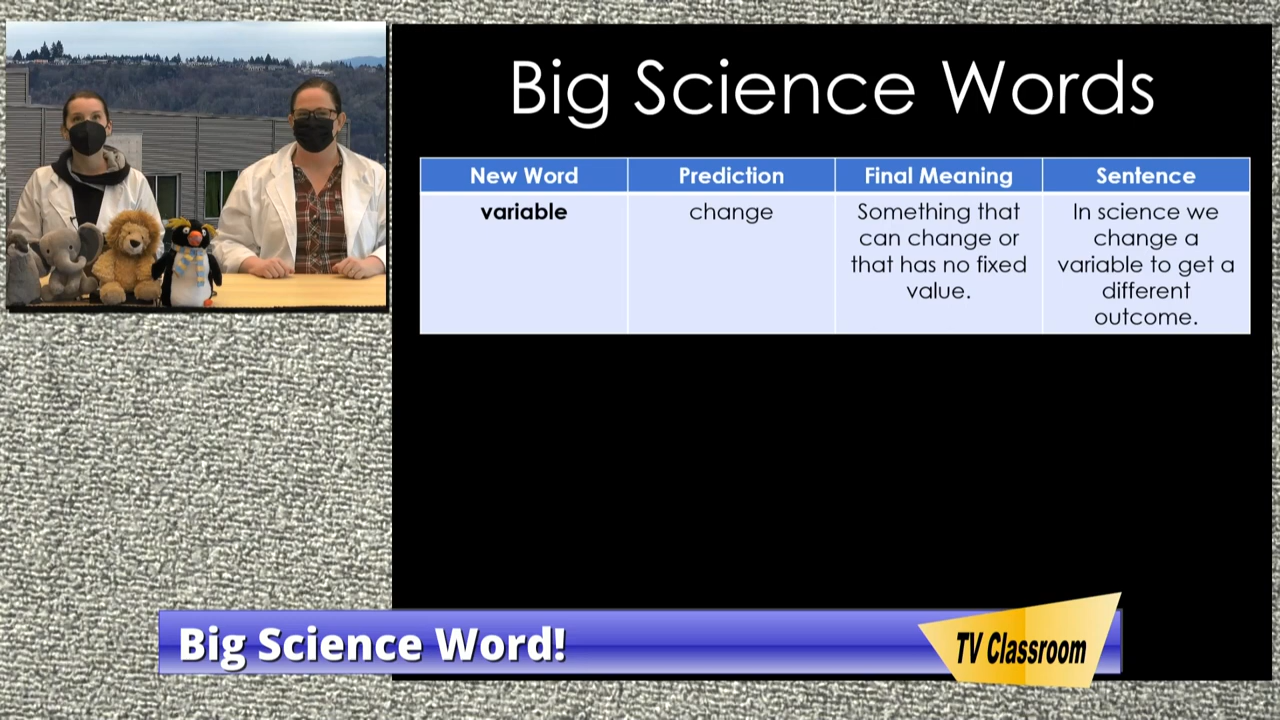 Big Science Words
New Word
Prediction
Final Meaning
Sentence
variable
change
Something that
can change or
that has no fixed
value.
In science we
change a
variable to get a
different
outcome.
Big Science Word!
TV Classroom